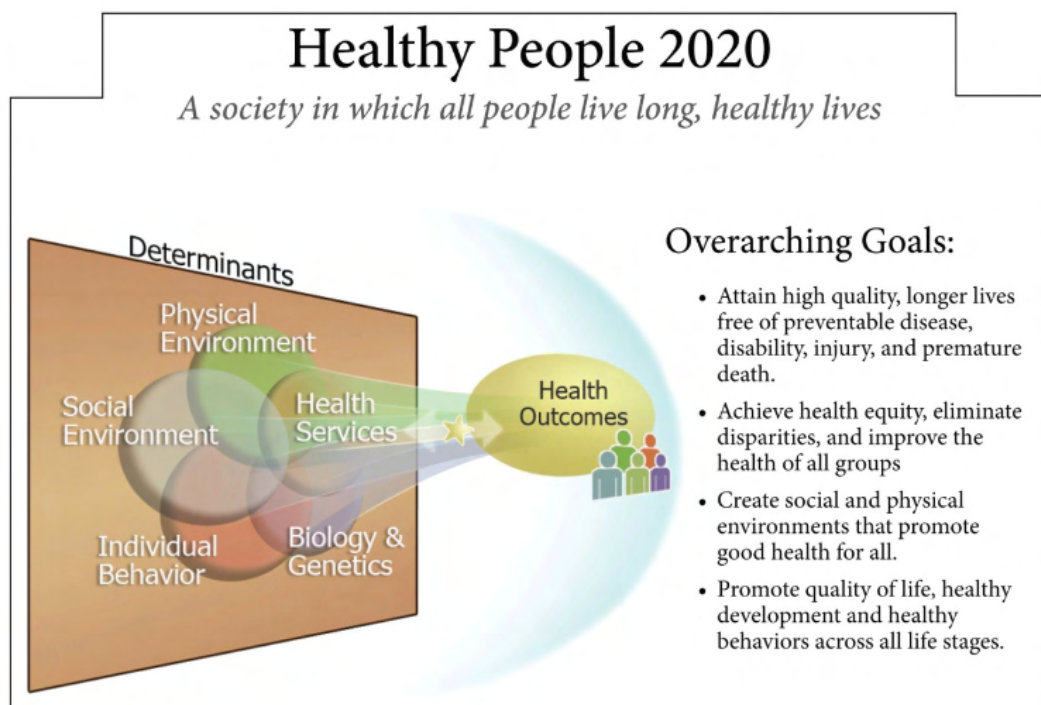 Healthy People 2020
A society in which all people live long, healthy lives
Determinants
Physical
Environment
Social
Environment
Health
Services
Individual
Behavior
Biology &
Genetics
Health
Outcomes
Overarching Goals:
• Attain high quality, longer lives
free of preventable disease,
disability, injury, and premature
death.
• Achieve health equity, eliminate
disparities, and improve the
health of all groups
• Create social and physical
environments that promote
good health for all.
• Promote quality of life, healthy
development and healthy
behaviors across all life stages.